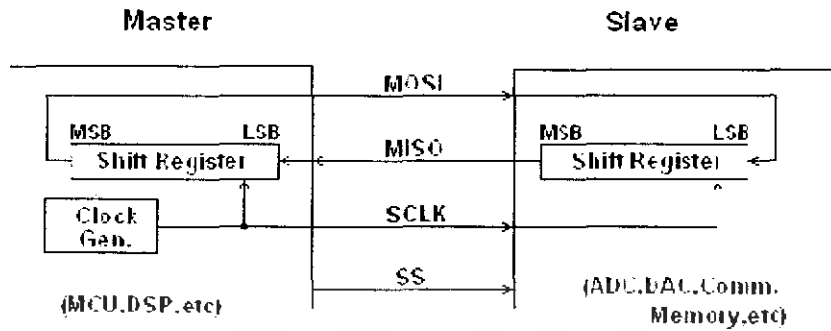 Master
Slave
MOSI
MSB
LSB
Shift Register
MISO
MSB
LSB
Shift Register
Clock
Gen.
SCLK
SS
(MCU.DSP.etc)
(ADC.DAC.Comm.
Memory.etc)